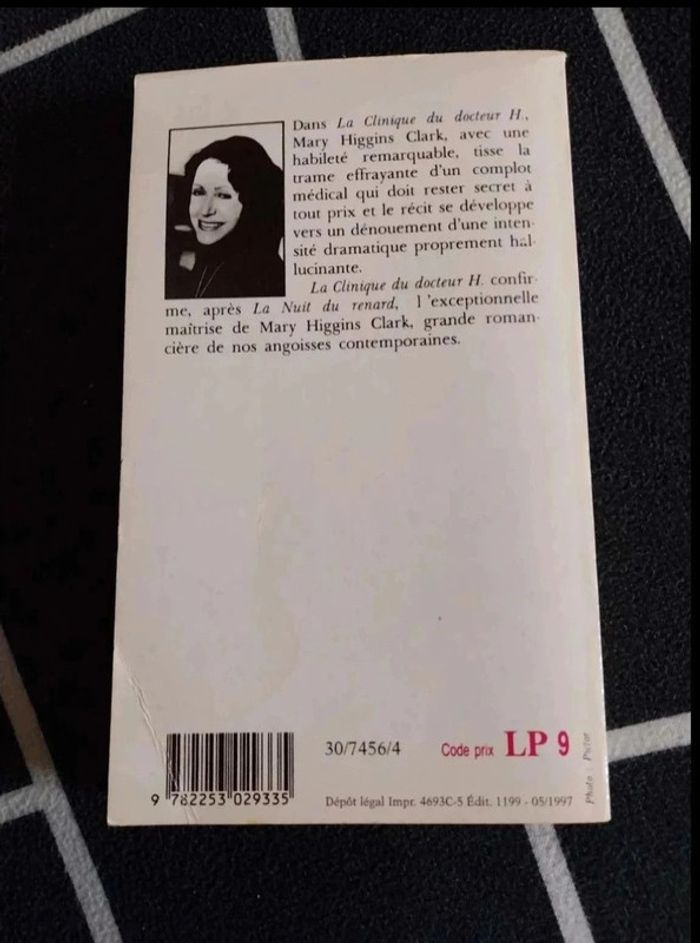 Dans La Clinique du docteur H.,
Mary Higgins Clark, avec une
habileté remarquable, tisse la
trame effrayante d'un complot
médical qui doit rester secret à
tout prix et le récit se développe
vers un dénouement d'une inten-
sité dramatique proprement hal-
lucinante.
La Clinique du docteur H. confir-
me, après La Nuit du renard, l'exceptionnelle
maîtrise de Mary Higgins Clark, grande roman-
cière de nos angoisses contemporaines.
30/7456/4
Code prix LP 9
9 782253 029335
Dépôt légal Impr. 4693C-5 Édit. 1199 - 05/1997
Photo : Pictor